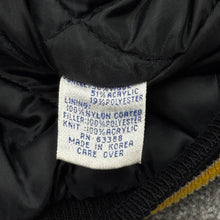 51% ACRYLIC
19% POLYESTER
LINING:
100% NYLON COATED
FILLER: 100% POLYESTER
KNIT: 100% ACRYLIC
RN 63388
MADE IN KOREA
CARE OVER